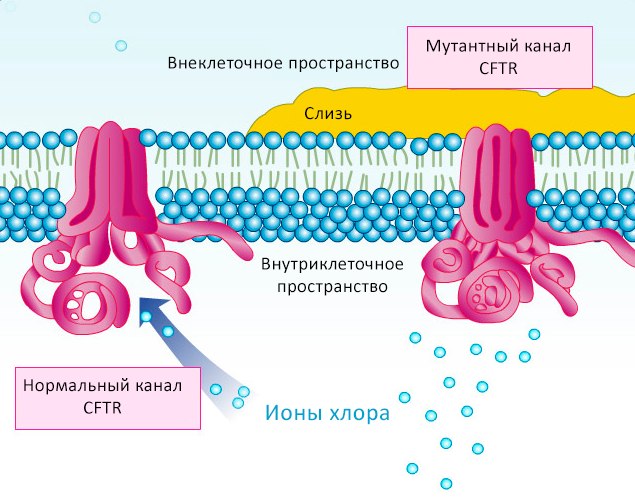 Внеклеточное пространство
Мутантный канал
CFTR
Слизь
Внутриклеточное
пространство
Нормальный канал
CFTR
Ионы хлора